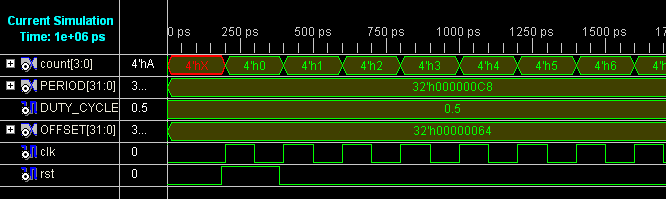 Current Simulation
Time: 1e+06 ps
0 ps 250 ps 500 ps 750 ps 1000 ps 1250 ps 1500 ps
count[3:0] 4'hA 4'hX 4'h0 4'h1 4'h2 4'h3 4'h4 4'h5 4'h6 4'h
PERIOD[31:0] 3... 32'h000000C8
DUTY_CYCLE 0.5 0.5
OFFSET[31:0] 3... 32'h00000064
clk 0
rst 0